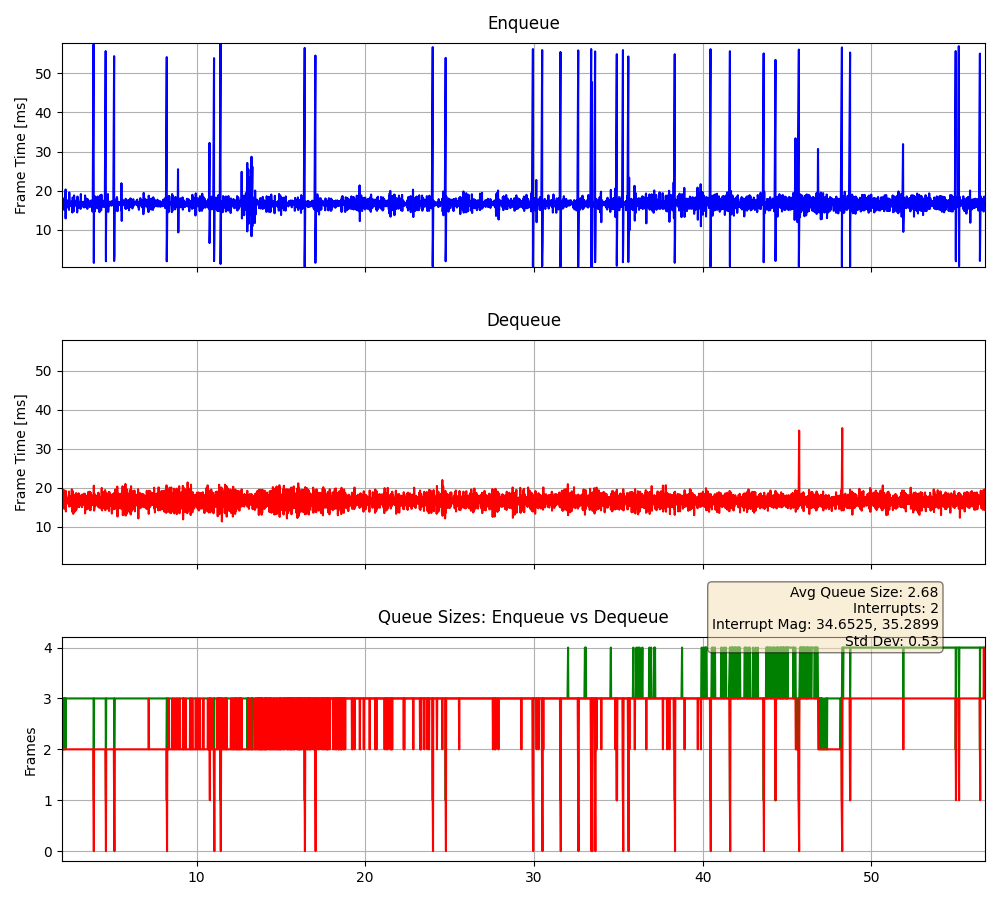 Enqueue
Frame Time [ms]
50
40
30
20
10
Dequeue
Frame Time [ms]
50
40
30
20
10
Avg Queue Size: 2.68
Interrupts: 2
Interrupt Mag: 34.6525, 35.2899
Std Dev: 0.53
Queue Sizes: Enqueue vs Dequeue
Frames
4
3
2
1
0
10 20 30 40 50